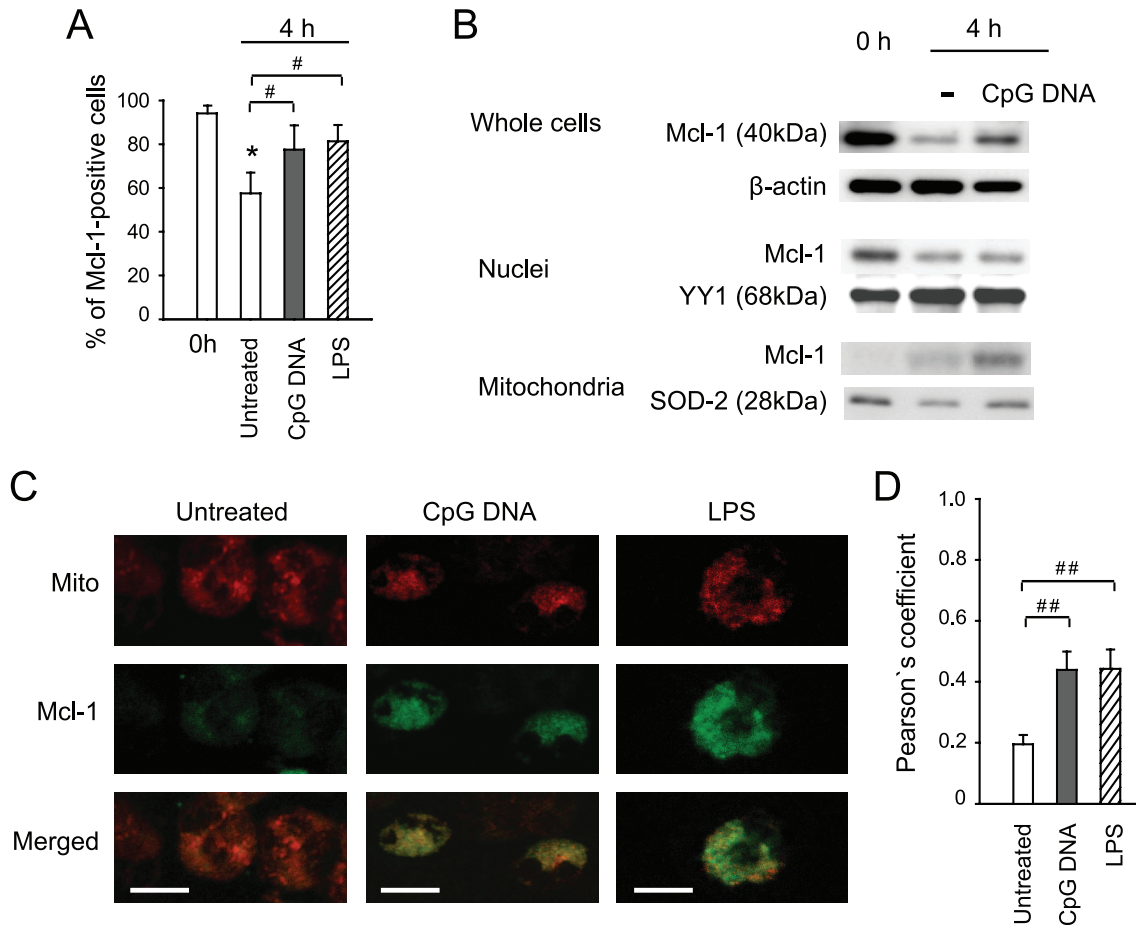 A
4 h
#
#
*
100
80
60
40
20
0
% of Mcl-1-positive cells
0h
Untreated
CpG DNA
LPS
B
0 h
4 h
- CpG DNA
Whole cells
Mcl-1 (40kDa)
β-actin
Nuclei
Mcl-1
YY1 (68kDa)
Mitochondria
Mcl-1
SOD-2 (28kDa)
C
Untreated
CpG DNA
LPS
Mito
Mcl-1
Merged
D
1.0
0.8
0.6
0.4
0.2
0
Pearson`s coefficient
##
##
Untreated
CpG DNA
LPS